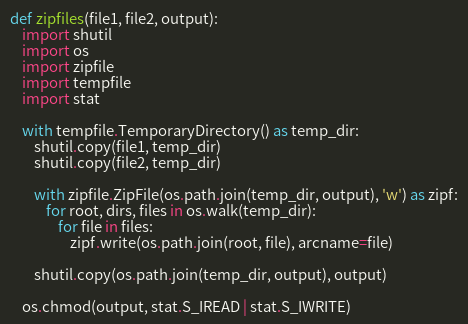 def zipfiles(file1, file2, output):
    import shutil
    import os
    import zipfile
    import tempfile
    import stat

    with tempfile.TemporaryDirectory() as temp_dir:
        shutil.copy(file1, temp_dir)
        shutil.copy(file2, temp_dir)

        with zipfile.ZipFile(os.path.join(temp_dir, output), 'w') as zipf:
            for root, dirs, files in os.walk(temp_dir):
                for file in files:
                    zipf.write(os.path.join(root, file), arcname=file)

        shutil.copy(os.path.join(temp_dir, output), output)

    os.chmod(output, stat.S_IREAD | stat.S_IWRITE)